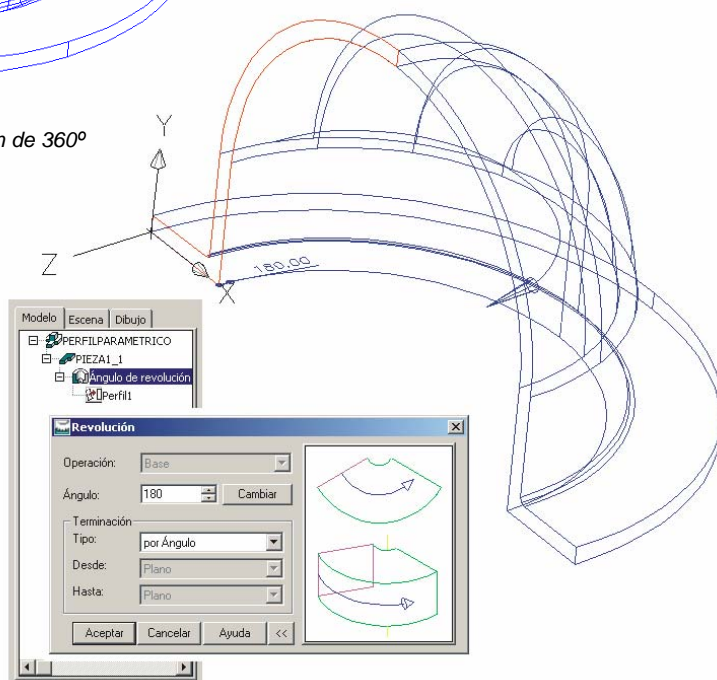 n de 360º
Y
Z
X
180.00
Modelo Escena Dibujo
PERFILPARAMETRICO
PIEZA1_1
Ángulo de revolución
Perfil1
Revolución
Operación: Base
Ángulo: 180 Cambiar
Terminación
Tipo: por Ángulo
Desde: Plano
Hasta: Plano
Aceptar Cancelar Ayuda <<